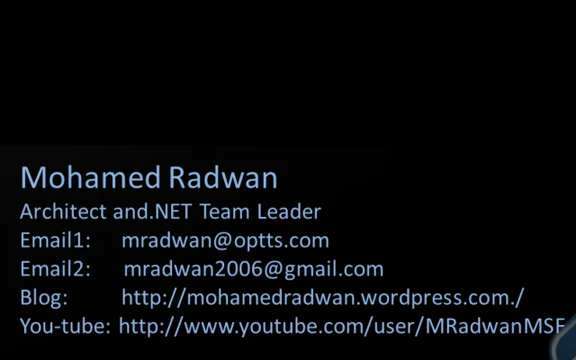 Mohamed Radwan
Architect and.NET Team Leader
Email1: mradwan@optts.com
Email2: mradwan2006@gmail.com
Blog: http://mohamedradwan.wordpress.com./
You-tube: http://www.youtube.com/user/MRadwanMSF